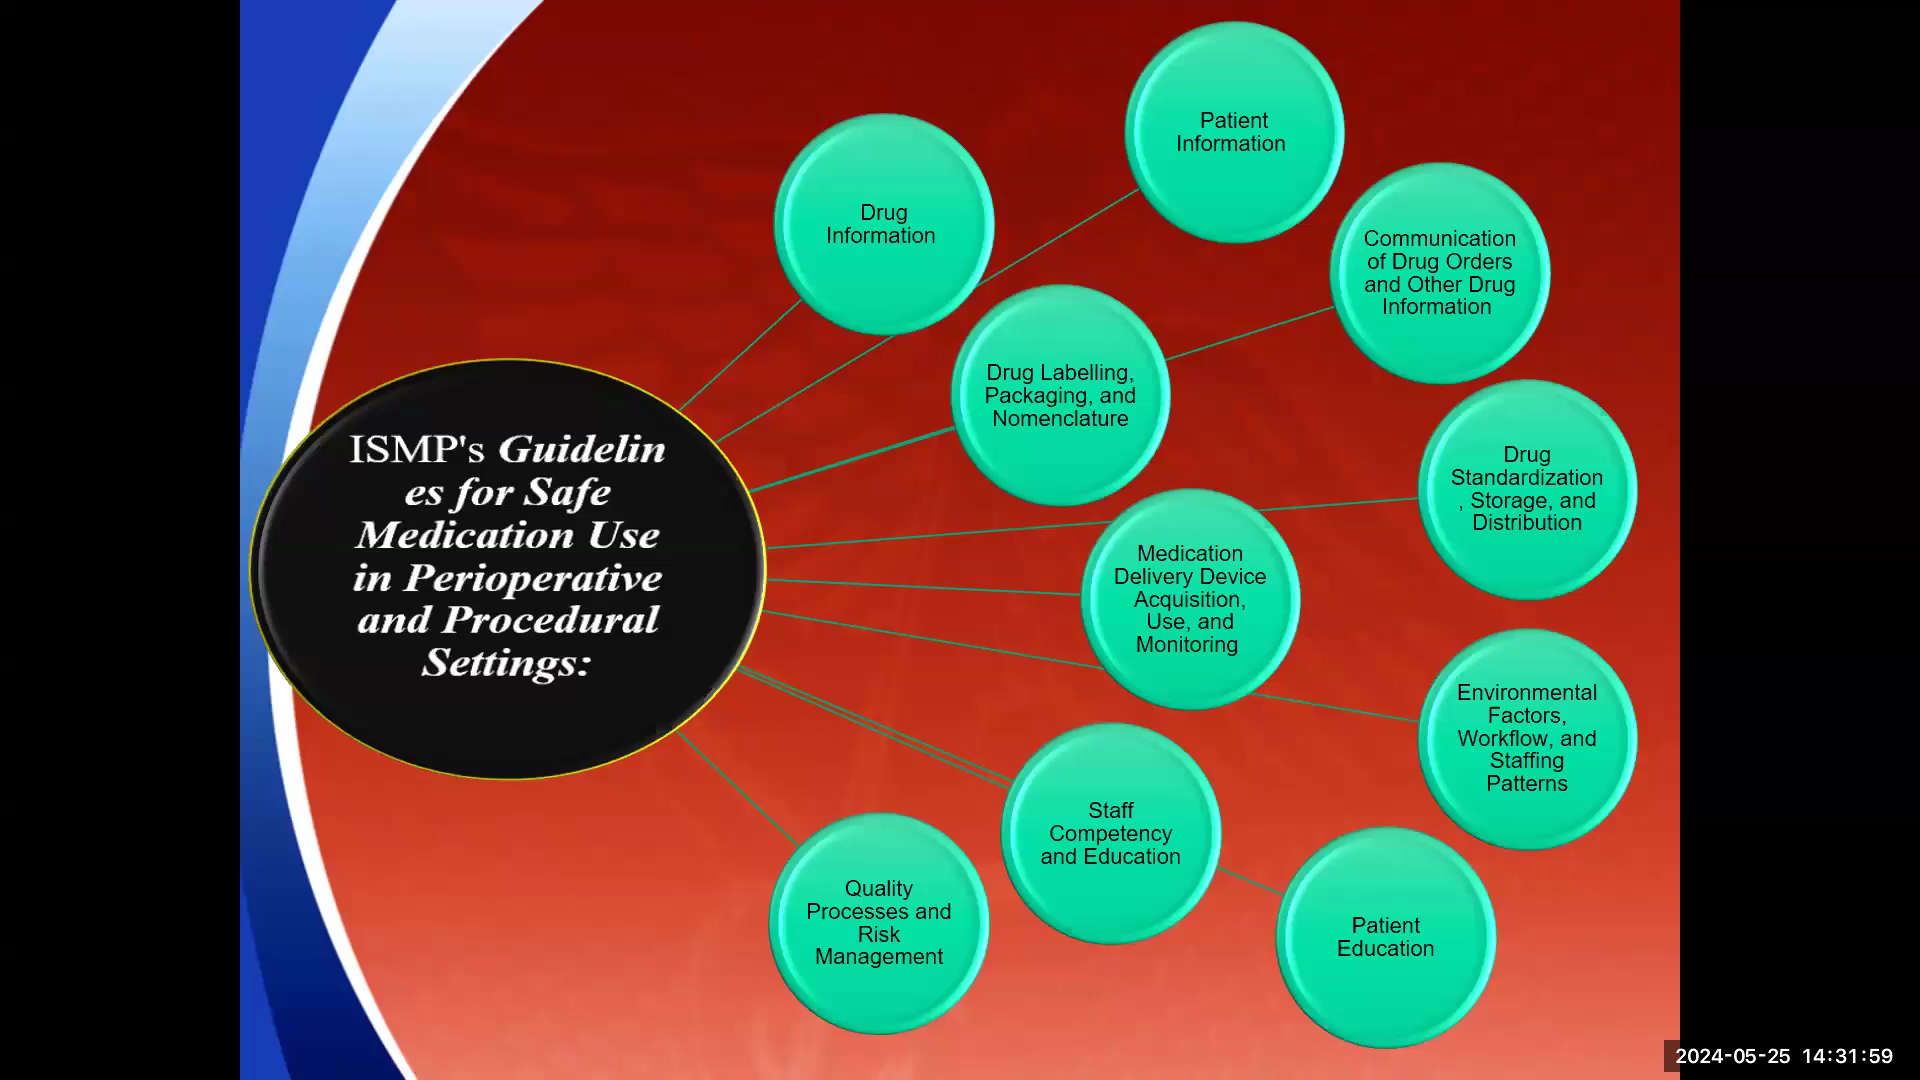 ISMP's Guidelin
es for Safe
Medication Use
in Perioperative
and Procedural
Settings:
Drug
Information
Patient
Information
Communication
of Drug Orders
and Other Drug
Information
Drug Labelling,
Packaging, and
Nomenclature
Drug
Standardization
, Storage, and
Distribution
Medication
Delivery Device
Acquisition,
Use, and
Monitoring
Environmental
Factors,
Workflow, and
Staffing
Patterns
Staff
Competency
and Education
Patient
Education
Quality
Processes and
Risk
Management
2024-05-25 14:31:59